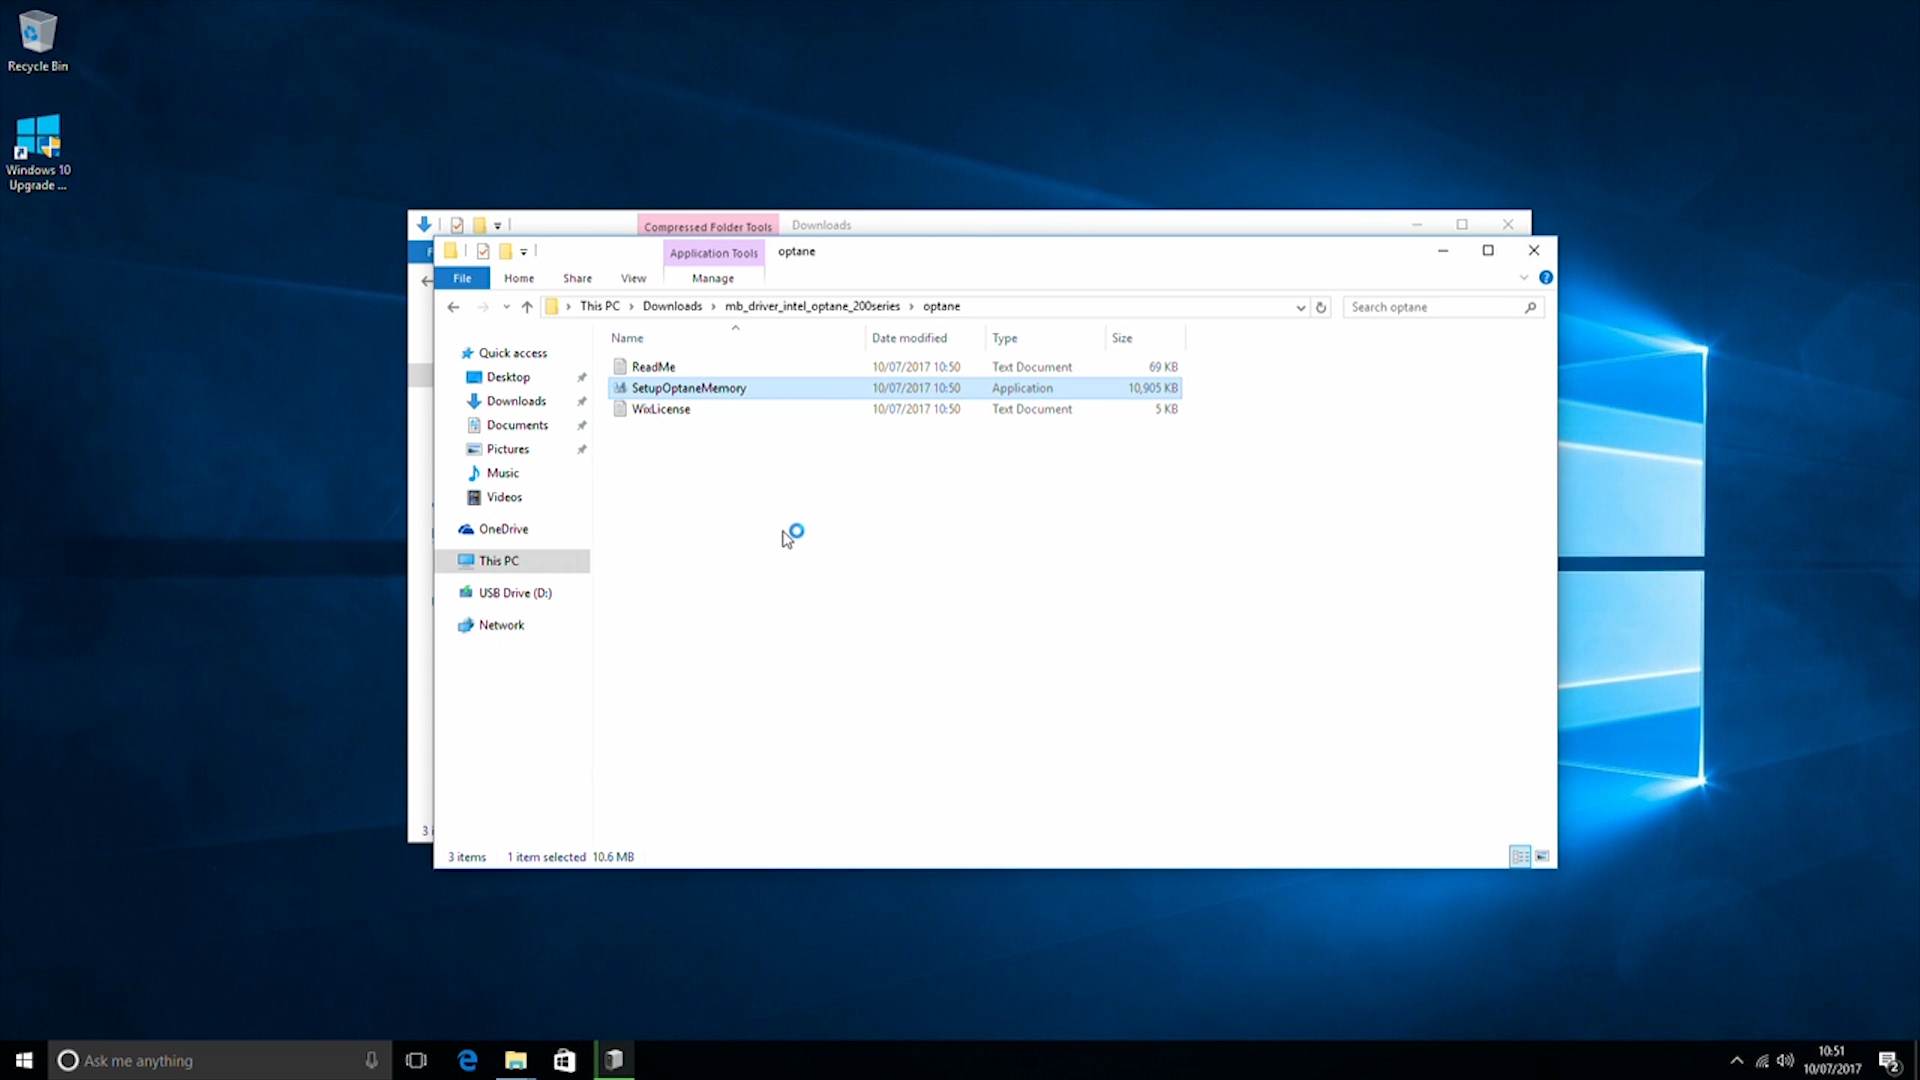 Recycle Bin
Windows 10
Upgrade ...
Compressed Folder Tools
Downloads
Application Tools
optane
File
Home
Share
View
Manage
This PC
Downloads
mb_driver_intel_optane_200series
optane
Search optane
Name
Date modified
Type
Size
Quick access
Desktop
Downloads
Documents
Pictures
Music
Videos
OneDrive
This PC
USB Drive (D:)
Network
ReadMe 10/07/2017 10:50 Text Document 69 KB
SetupOptaneMemory 10/07/2017 10:50 Application 10,905 KB
WixLicense 10/07/2017 10:50 Text Document 5 KB
3 items 1 item selected 10.6 MB
Ask me anything
10:51
10/07/2017
2